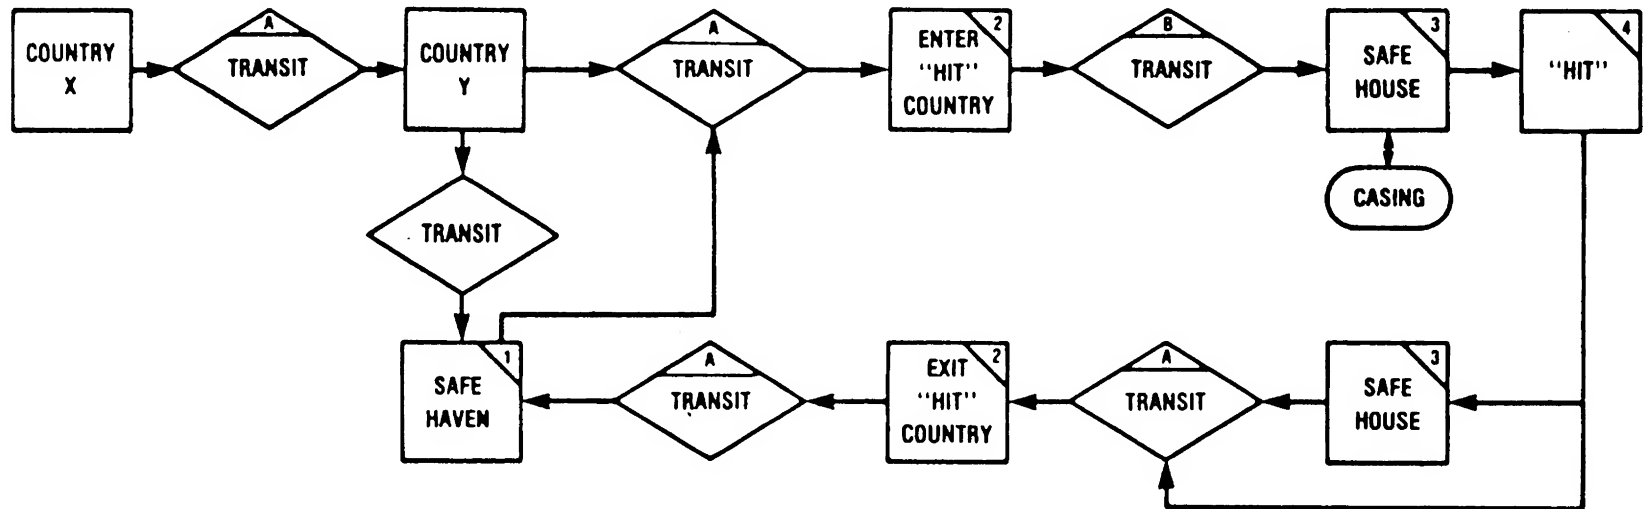 A
TRANSIT
COUNTRY
X
COUNTRY
Y
A
TRANSIT
2
ENTER
"HIT"
COUNTRY
B
TRANSIT
3
SAFE
HOUSE
4
"HIT"
CASING
TRANSIT
1
SAFE
HAVEN
A
TRANSIT
2
EXIT
"HIT"
COUNTRY
A
TRANSIT
3
SAFE
HOUSE